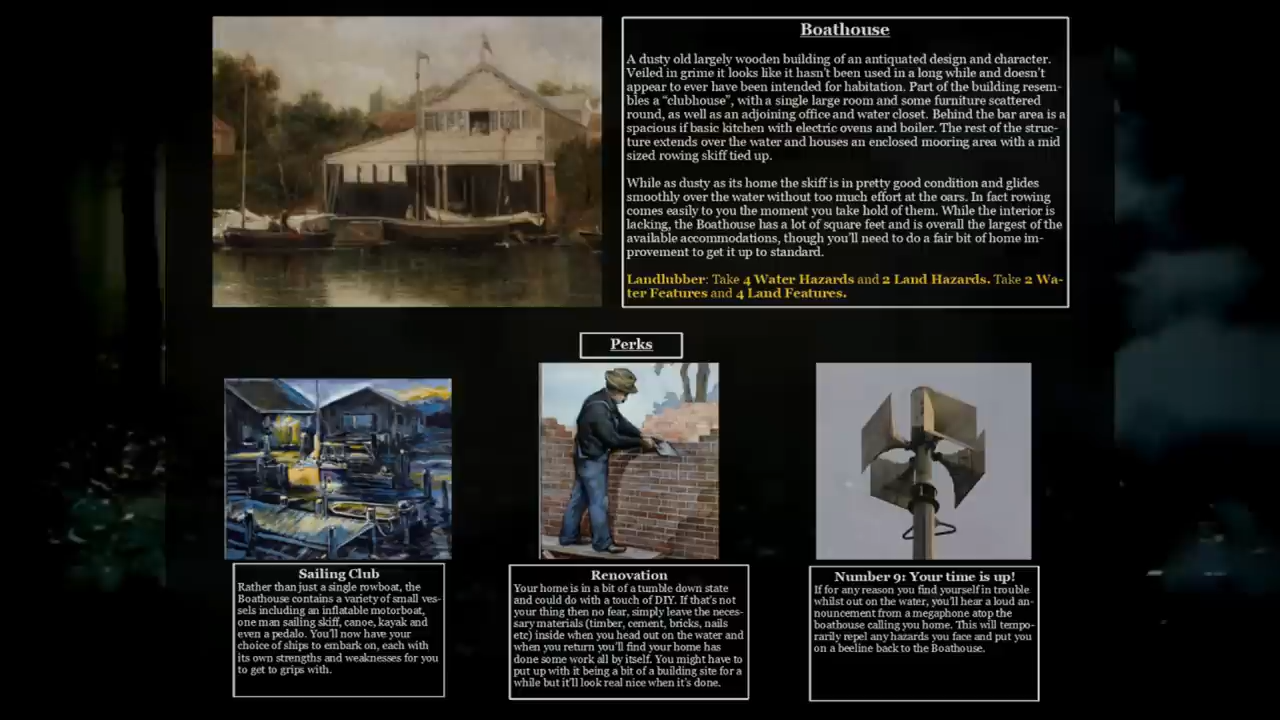 Boathouse
A dusty old largely wooden building of an antiquated design and character.
Veiled in grime it looks like it hasn't been used in a long while and doesn't
appear to ever have been intended for habitation. Part of the building resem-
bles a "clubhouse", with a single large room and some furniture scattered
round, as well as an adjoining office and water closet. Behind the bar area is a
spacious if basic kitchen with electric ovens and boiler. The rest of the struc-
ture extends over the water and houses an enclosed mooring area with a mid
sized rowing skiff tied up.
While as dusty as its home the skiff is in pretty good condition and glides
smoothly over the water without too much effort at the oars. In fact rowing
comes easily to you the moment you take hold of them. While the interior is
lacking, the Boathouse has a lot of square feet and is overall the largest of the
available accommodations, though you'll need to do a fair bit of home im-
provement to get it up to standard.
Landlubber: Take 4 Water Hazards and 2 Land Hazards. Take 2 Wa-
ter Features and 4 Land Features.
Perks
Sailing Club
Rather than just a single rowboat, the
Boathouse contains a variety of small ves-
sels including an inflatable motorboat,
one man sailing skiff, canoe, kayak and
even a pedalo. You'll now have your
choice of ships to embark on, each with
its own strengths and weaknesses for you
to get to grips with.
Renovation
Your home is in a bit of a tumble down state
and could do with a touch of DIY. If that's not
your thing then no fear, simply leave the neces-
sary materials (timber, cement, bricks, nails
etc) inside when you head out on the water and
when you return you'll find your home has
done some work all by itself. You might have to
put up with it being a bit of a building site for a
while but it'll look real nice when it's done.
Number 9: Your time is up!
If for any reason you find yourself in trouble
whilst out on the water, you'll hear a loud an-
nouncement from a megaphone atop the
boathouse calling you home. This will tempo-
rarily repel any hazards you face and put you
on a beeline back to the Boathouse.